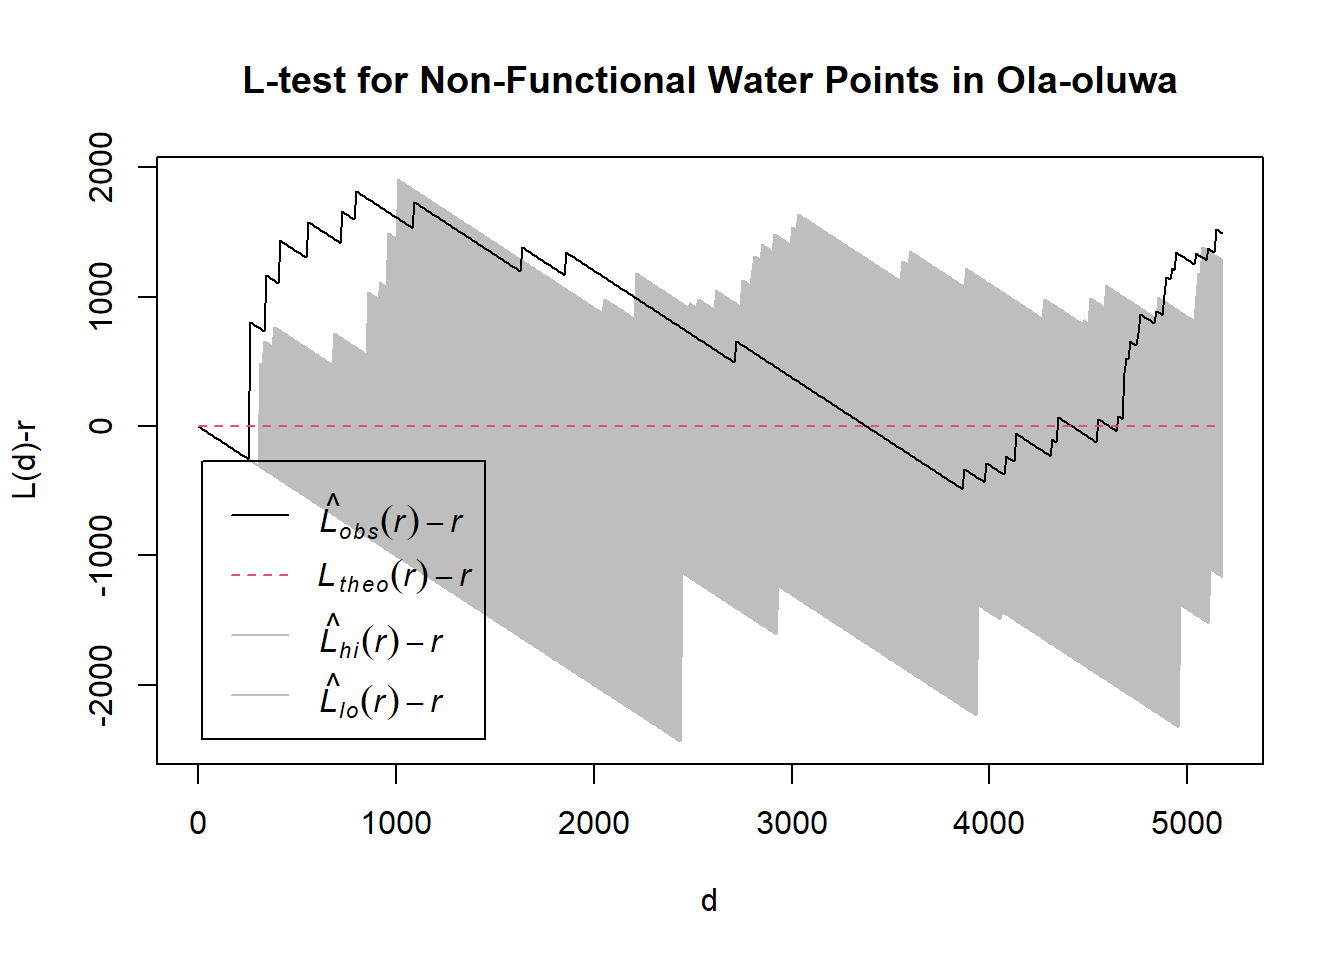 L-test for Non-Functional Water Points in Ola-oluwa
L(d)-r
2000
1000
0
-1000
-2000
L̂obs(r) – r
Ltheo(r) – r
L̂hi(r) – r
L̂lo(r) – r
0 1000 2000 3000 4000 5000
d